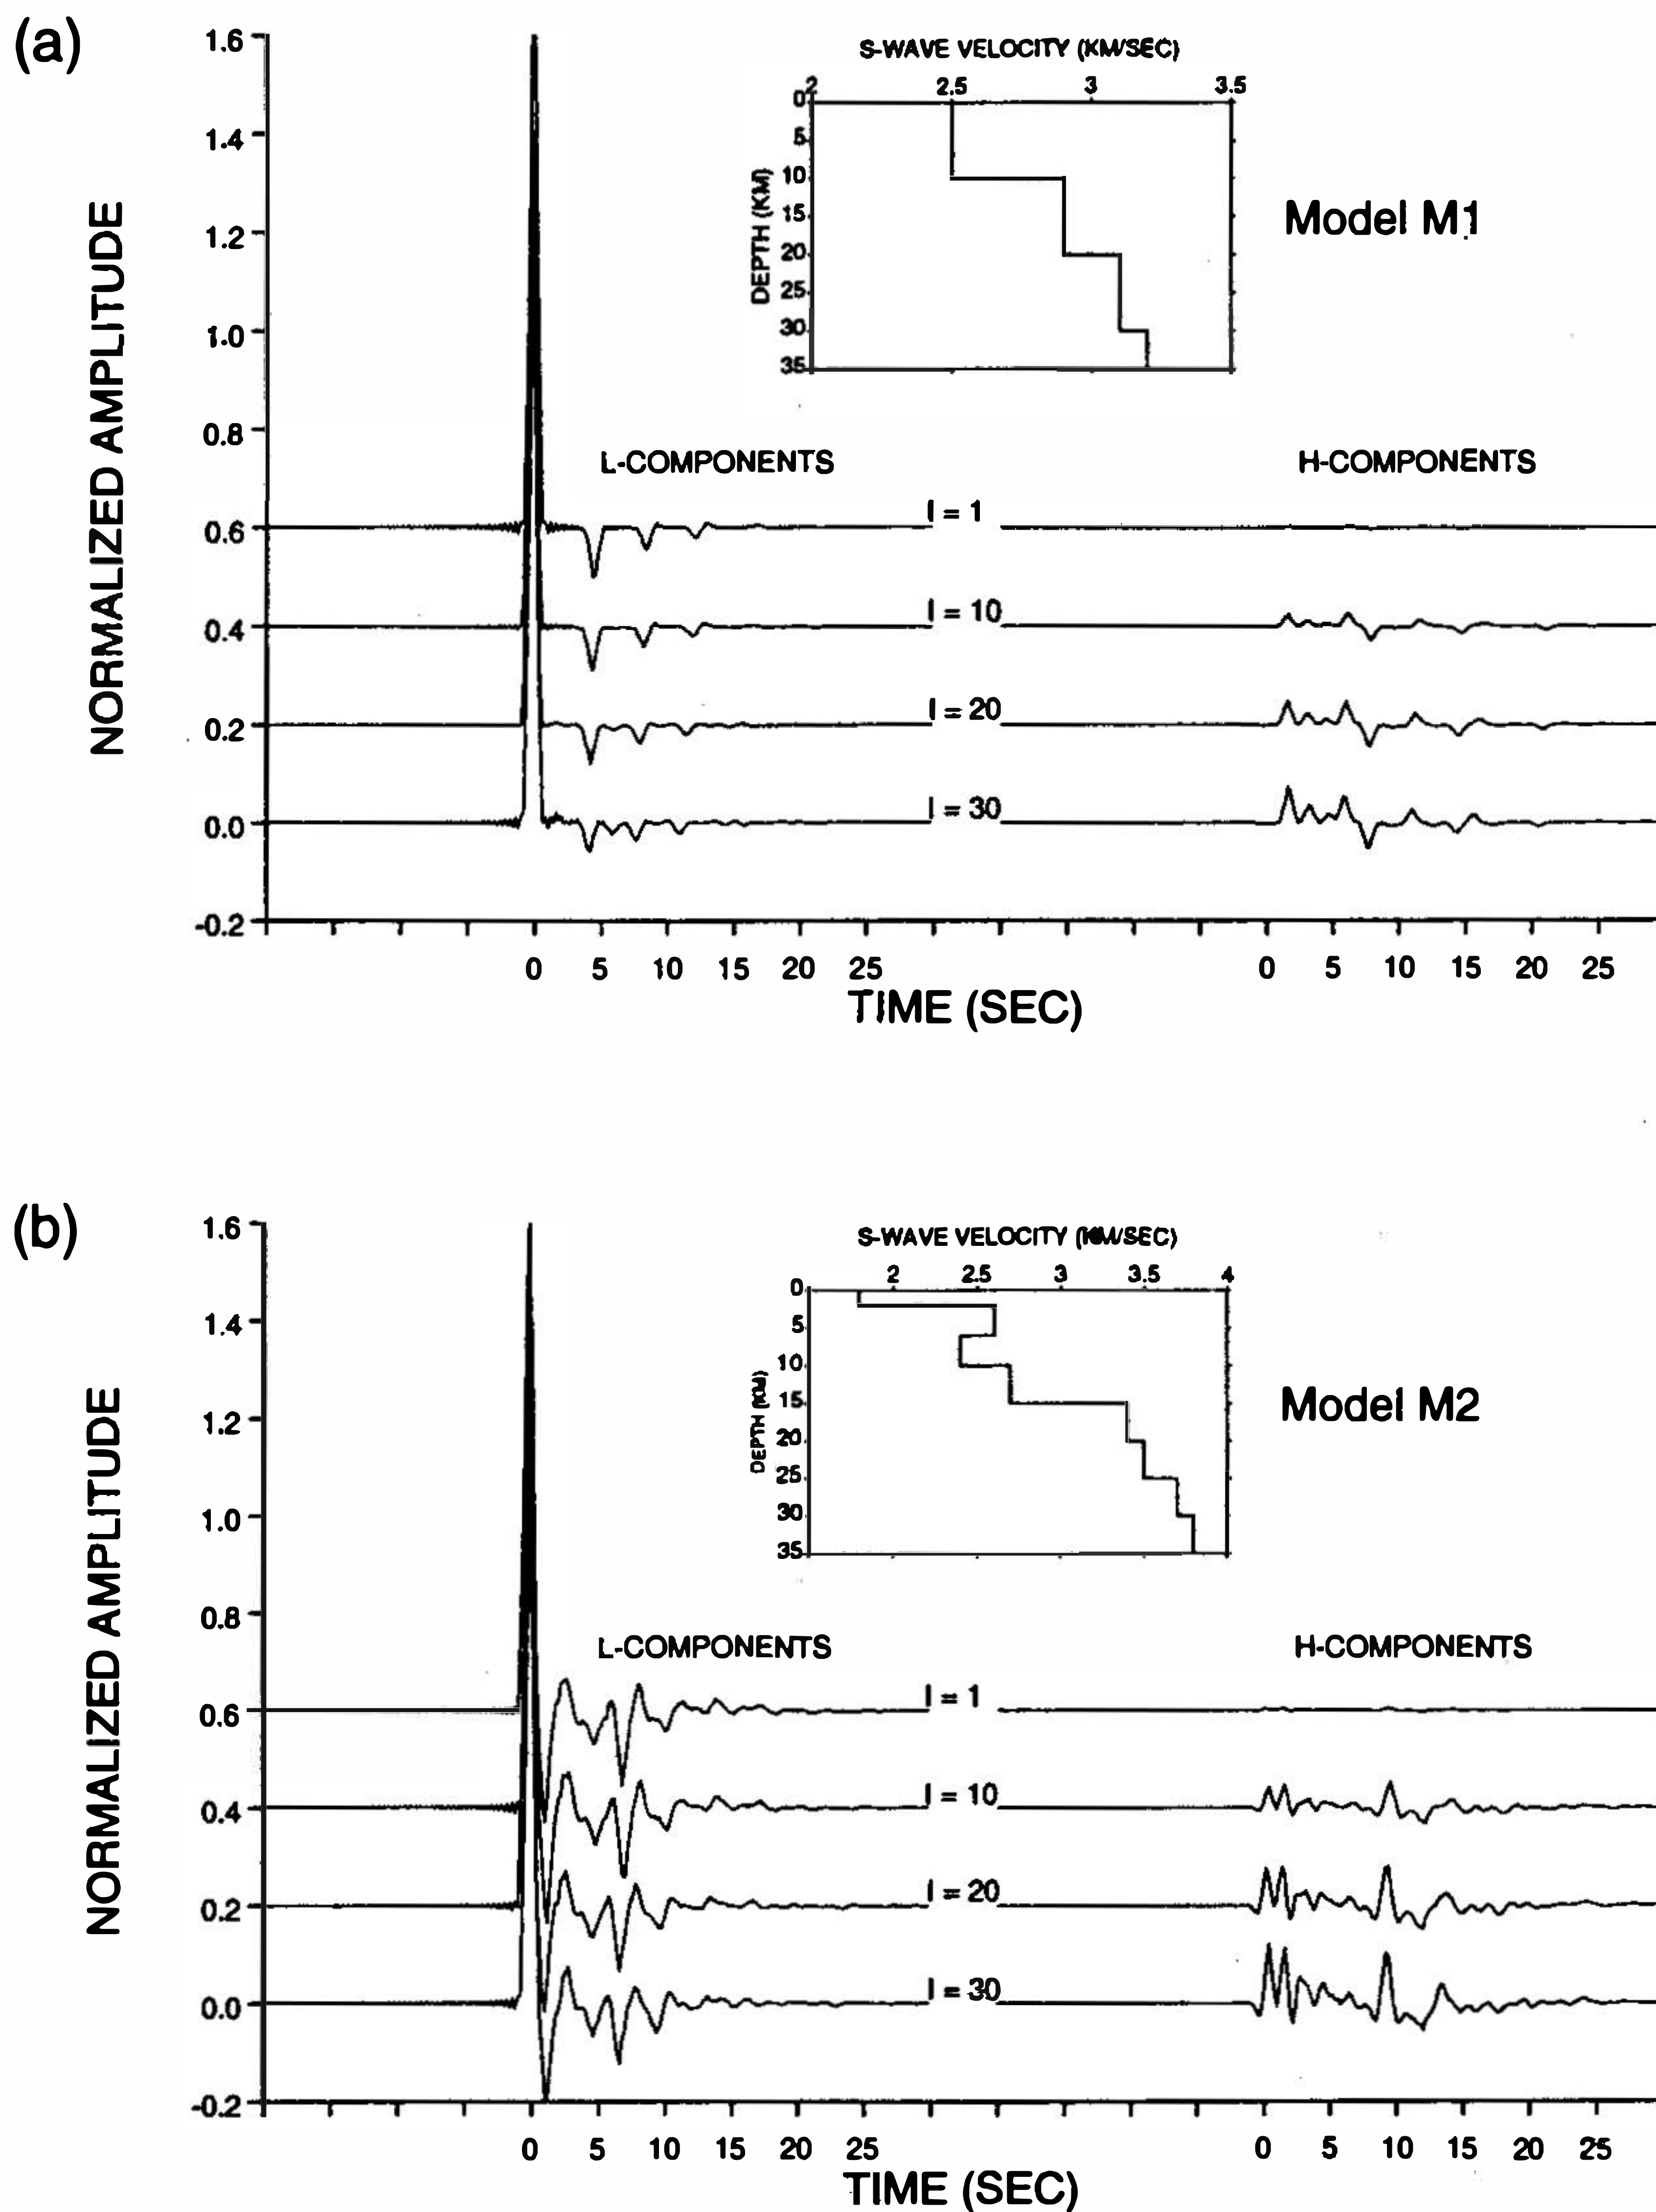 (a)
NORMALIZED AMPLITUDE
1.6
1.4
1.2
1.0
0.8
0.6
0.4
0.2
0.0
-0.2
S-WAVE VELOCITY (KM/SEC)
2 2.5 3 3.5
DEPTH (KM)
0
5
10
15
20
25
30
35
Model M1
L-COMPONENTS H-COMPONENTS
I = 1
I = 10
I = 20
I = 30
0 5 10 15 20 25 0 5 10 15 20 25
TIME (SEC)
(b)
NORMALIZED AMPLITUDE
1.6
1.4
1.2
1.0
0.8
0.6
0.4
0.2
0.0
-0.2
S-WAVE VELOCITY (KM/SEC)
2 2.5 3 3.5 4
DEPTH (KM)
0
5
10
15
20
25
30
35
Model M2
L-COMPONENTS H-COMPONENTS
I = 1
I = 10
I = 20
I = 30
0 5 10 15 20 25 0 5 10 15 20 25
TIME (SEC)